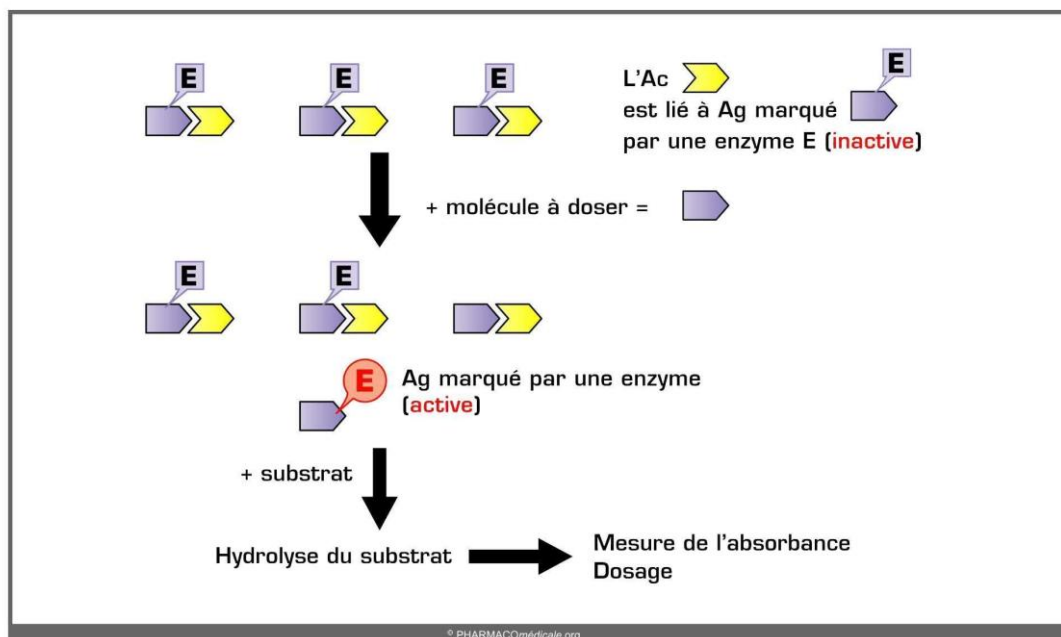 E
E
E
E
L'Ac
est lié à Ag marqué
par une enzyme E (inactive)
+ molécule à doser =
E
E
E
Ag marqué par une enzyme
(active)
+ substrat
Hydrolyse du substrat
Mesure de l'absorbance
Dosage
© PHARMACOmédicale.org